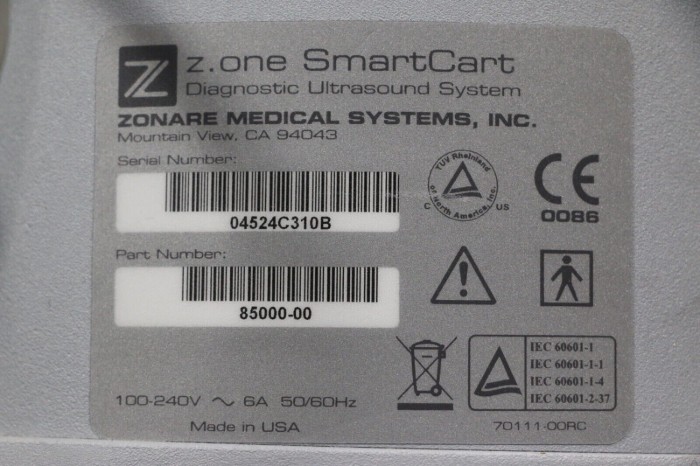 Z
z.one SmartCart
Diagnostic Ultrasound System
ZONARE MEDICAL SYSTEMS, INC.
Mountain View, CA 94043
Serial Number:
04524C310B
TUV Rheinland
of North America, Inc.
C US
CE
0086
Part Number:
85000-00
IEC 60601-1
IEC 60601-1-1
IEC 60601-1-4
IEC 60601-2-37
100-240V ~ 6A 50/60Hz
Made in USA
70111-00RC